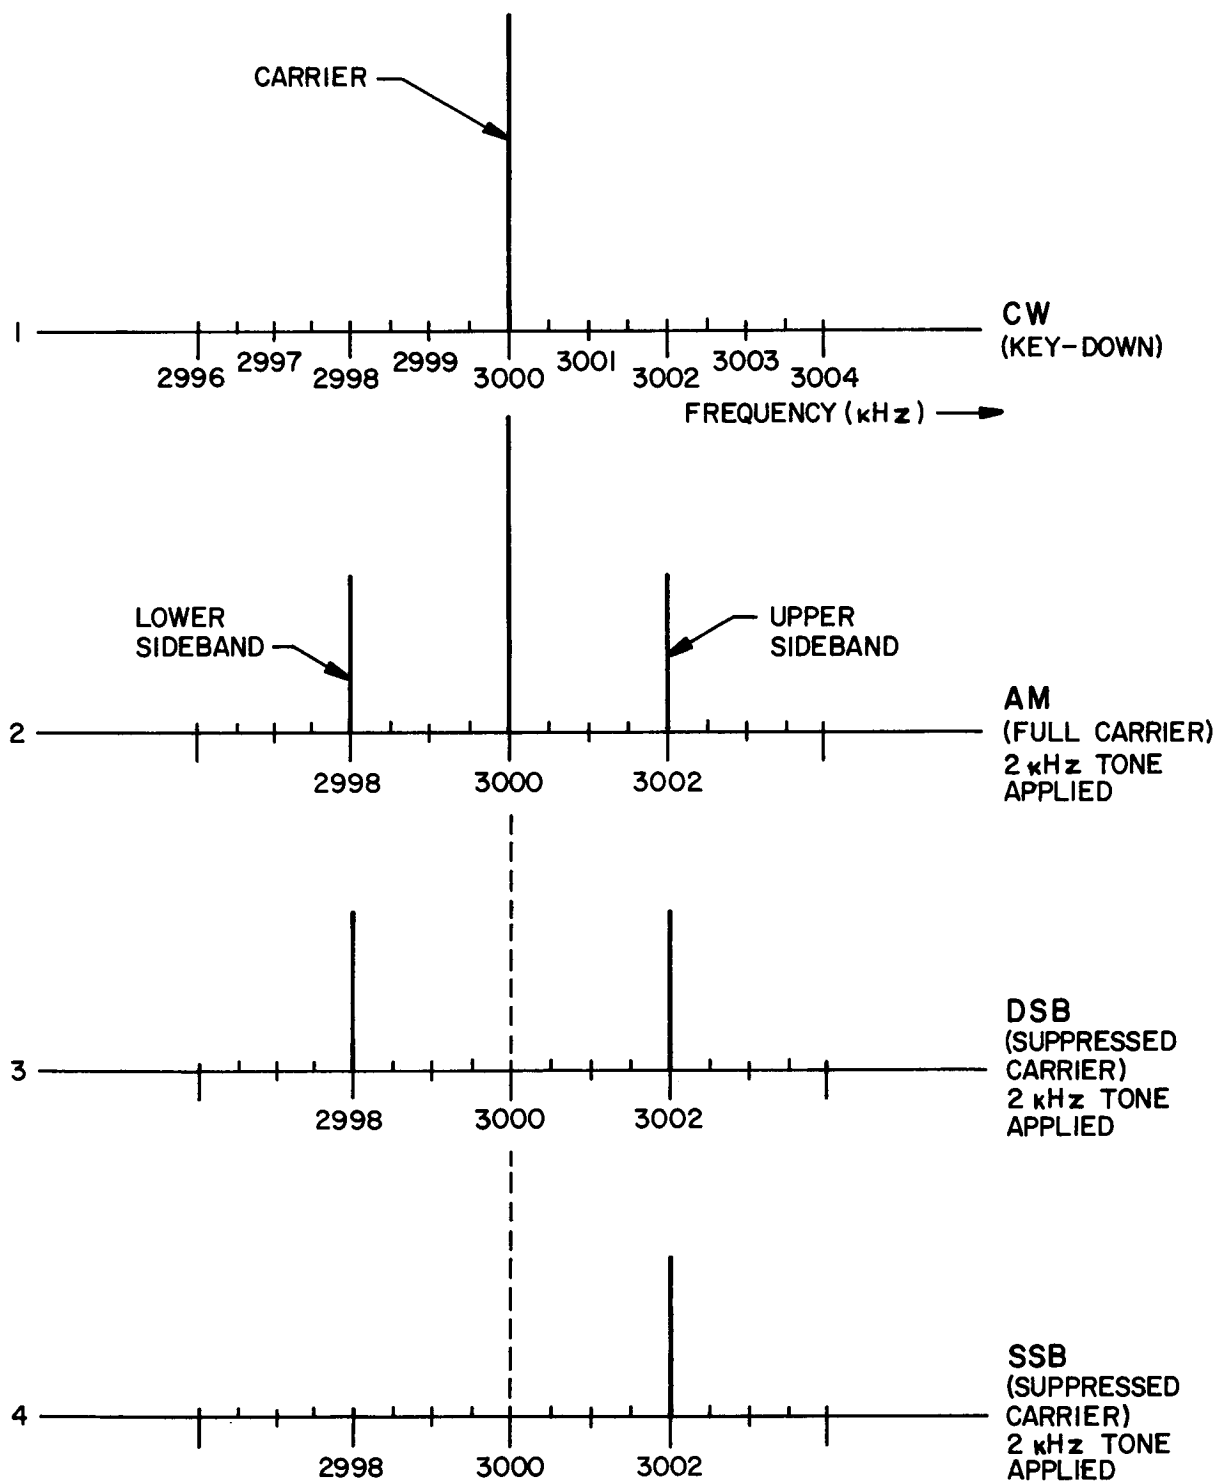 CARRIER
1
CW
(KEY-DOWN)
2996
2997
2998
2999
3000
3001
3002
3003
3004
FREQUENCY (KHz)
LOWER
SIDEBAND
UPPER
SIDEBAND
2
AM
(FULL CARRIER)
2 KHz TONE
APPLIED
2998
3000
3002
3
DSB
(SUPPRESSED
CARRIER)
2 KHz TONE
APPLIED
2998
3000
3002
4
SSB
(SUPPRESSED
CARRIER)
2 KHz TONE
APPLIED
2998
3000
3002